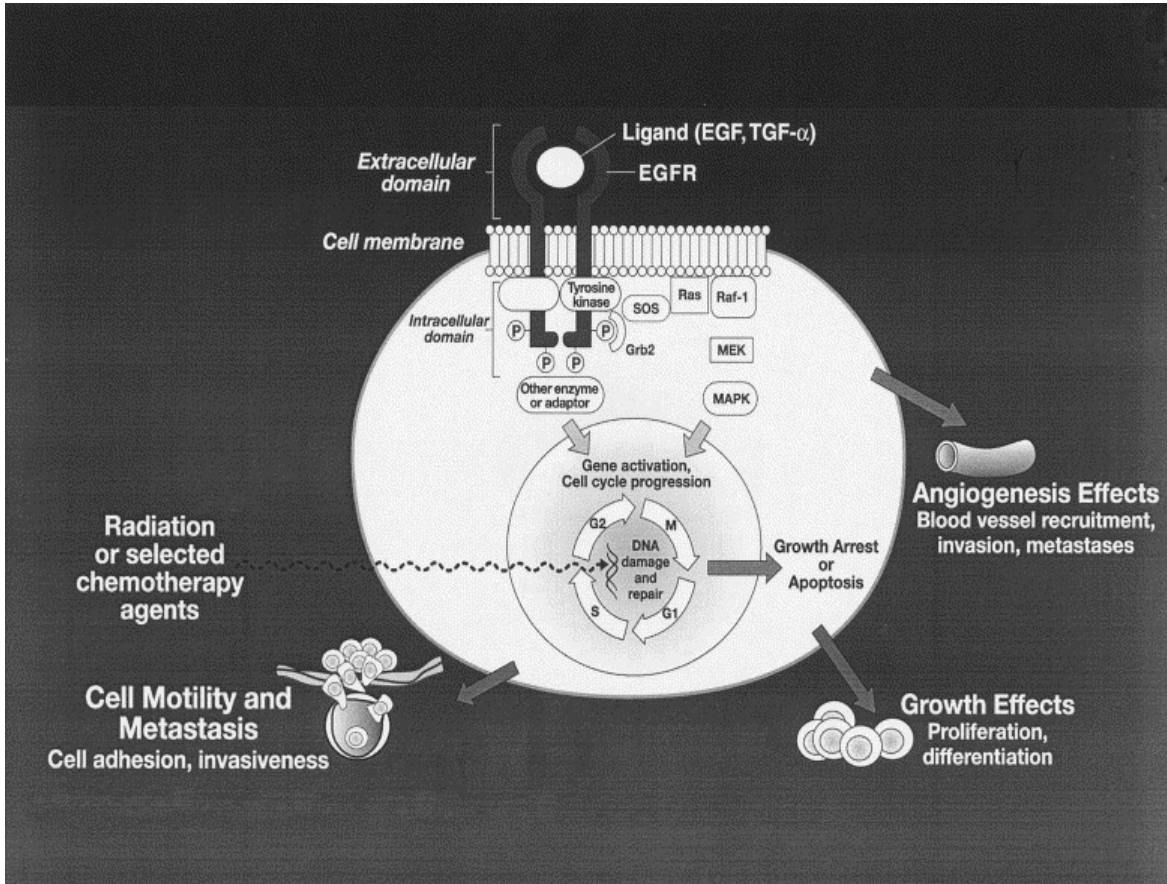 Ligand (EGF, TGF-α)
Extracellular
domain
EGFR
Cell membrane
Intracellular
domain
Tyrosine
kinase
SOS
Ras
Raf-1
P
P
Grb2
P
P
MEK
Other enzyme
or adaptor
MAPK
Gene activation,
Cell cycle progression
G2
M
DNA
damage
and
repair
S
G1
Growth Arrest
or
Apoptosis
Angiogenesis Effects
Blood vessel recruitment,
invasion, metastases
Radiation
or selected
chemotherapy
agents
Cell Motility and
Metastasis
Cell adhesion, invasiveness
Growth Effects
Proliferation,
differentiation